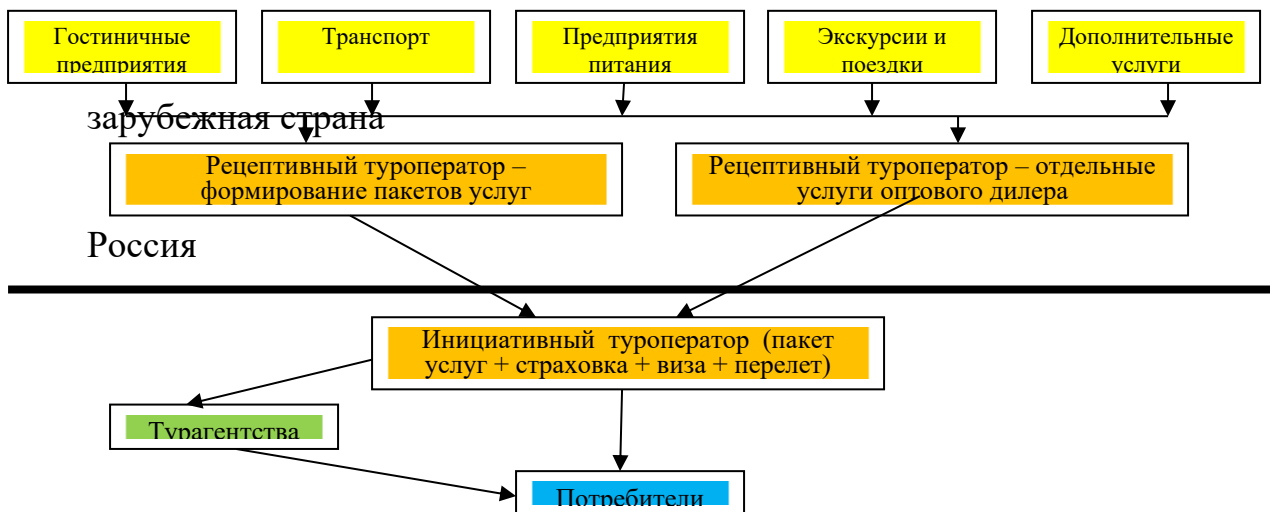 Гостиничные
предприятия
Транспорт
Предприятия
питания
Экскурсии и
поездки
Дополнительные
услуги
зарубежная страна
Рецептивный туроператор –
формирование пакетов услуг
Рецептивный туроператор – отдельные
услуги оптового дилера
Россия
Инициативный туроператор (пакет
услуг + страховка + виза + перелет)
Турагентства
Потребители